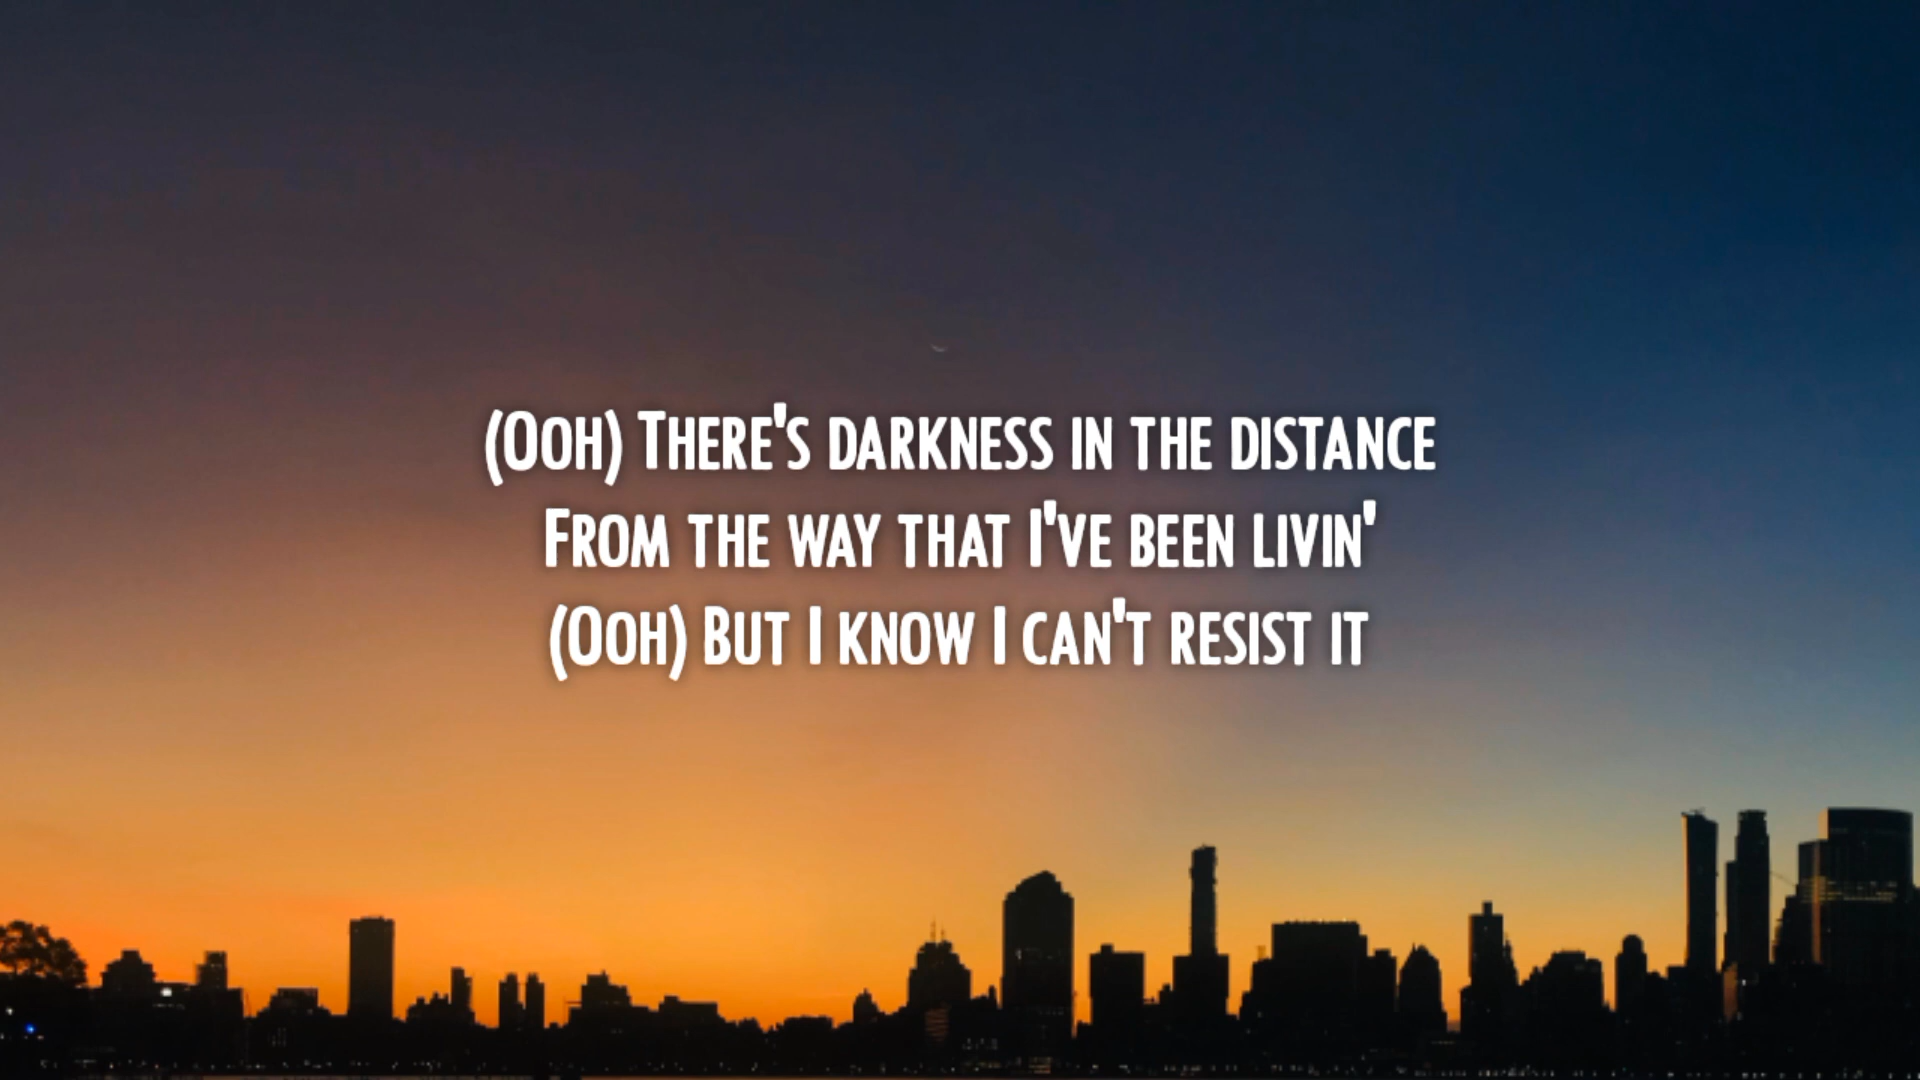 (Ooh) There's darkness in the distance
From the way that I've been livin'
(Ooh) But I know I can't resist it